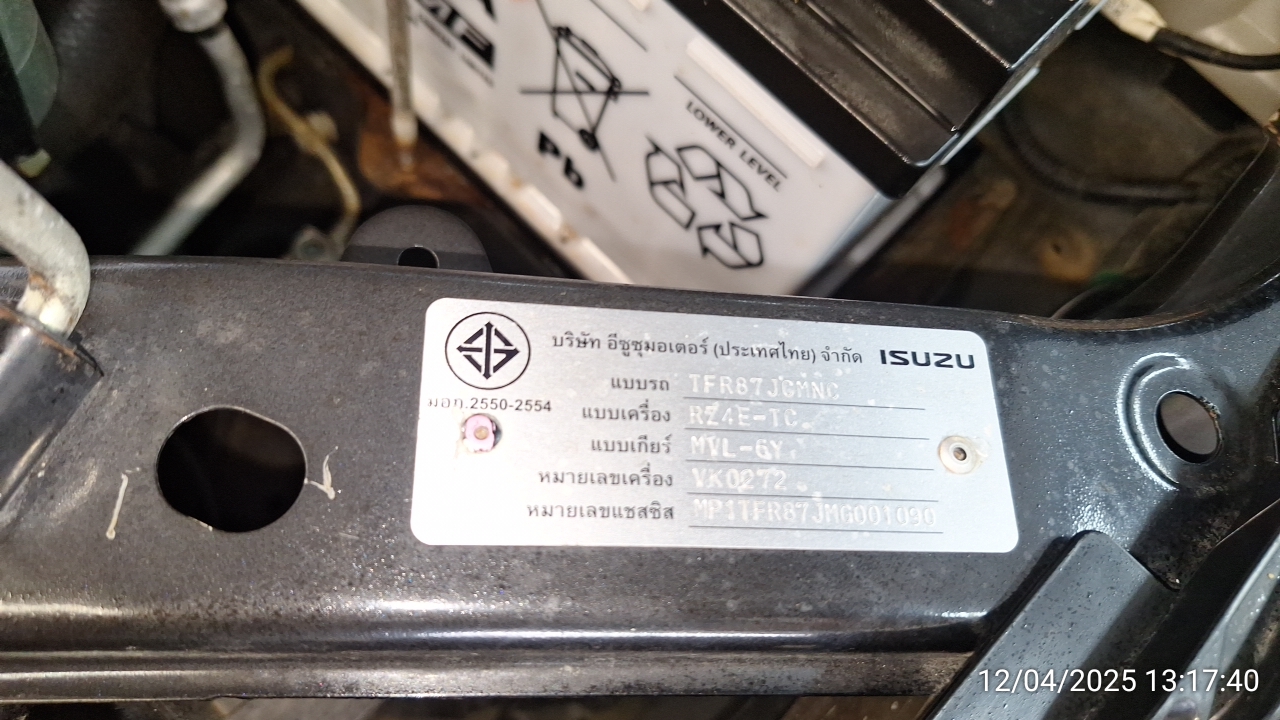 LOWER LEVEL
Pb
บริษัท อีซูซุมอเตอร์ (ประเทศไทย) จำกัด ISUZU
แบบรถ TFR87JGMNC
มอก.2550-2554
แบบเครื่อง RZ4E-TC
แบบเกียร์ MVL-6Y
หมายเลขเครื่อง VK0272
หมายเลขแชสซิส MP1TFR87JMG001090
12/04/2025 13:17:40